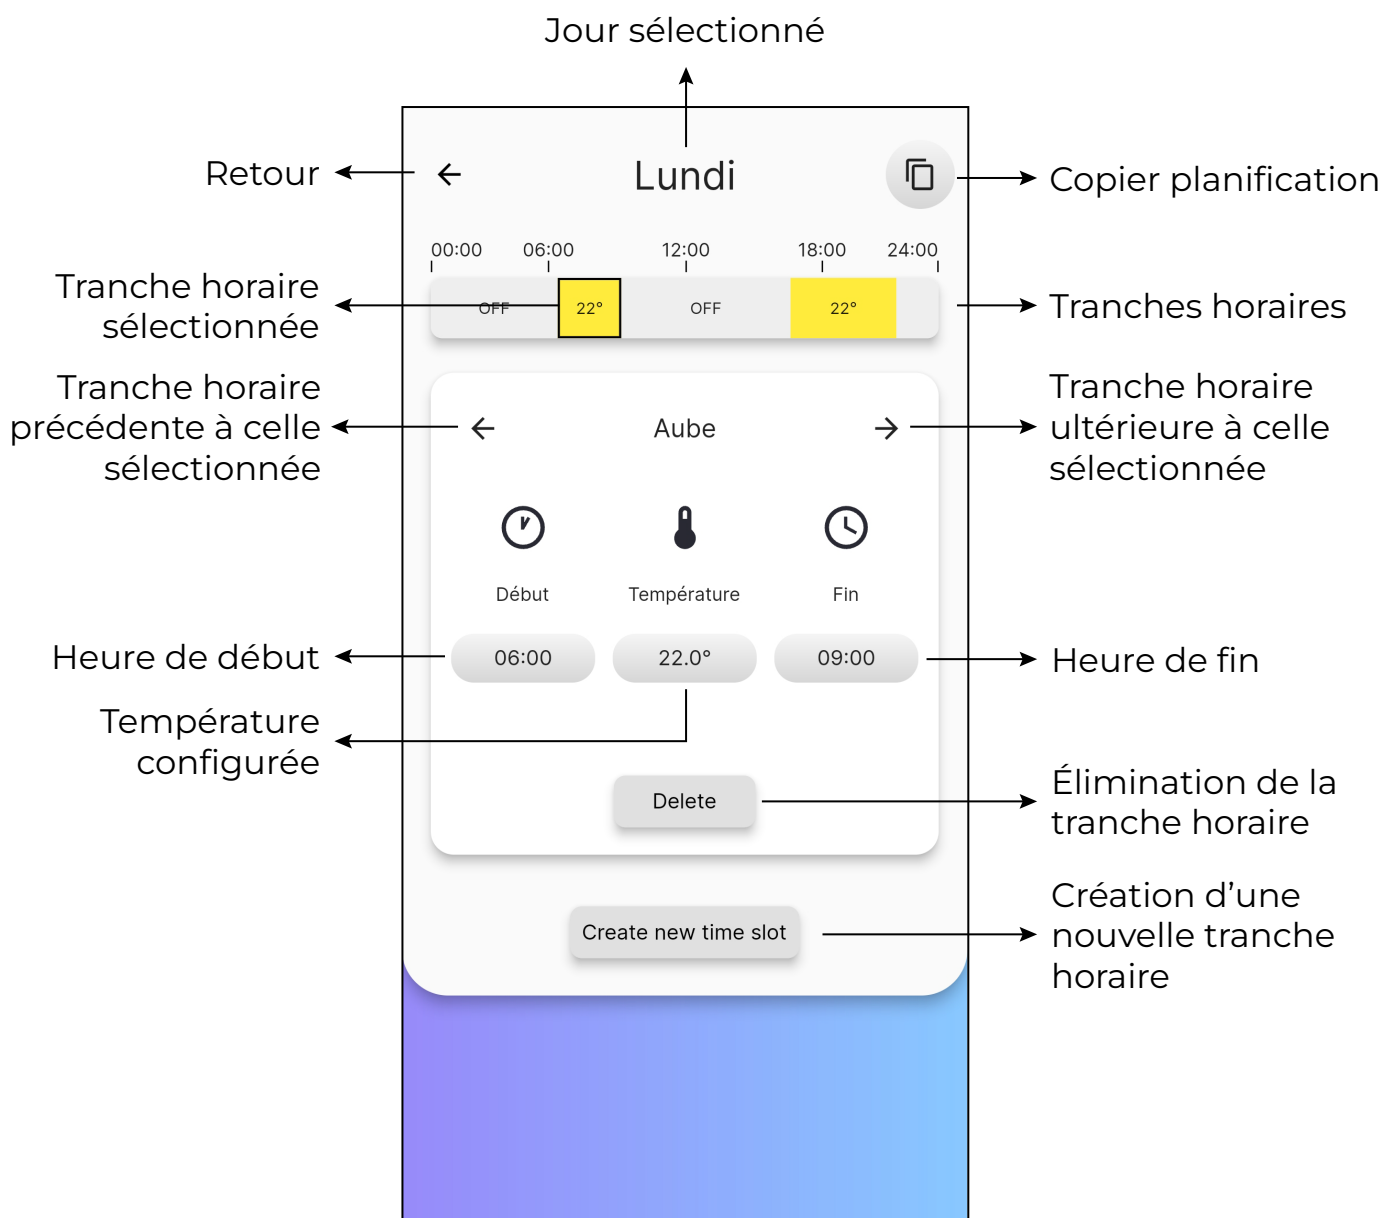 Jour sélectionné
Retour
Lundi
Copier planification
00:00 06:00 12:00 18:00 24:00
Tranche horaire
sélectionnée
OFF 22° OFF 22°
Tranches horaires
Tranche horaire
précédente à celle
sélectionnée
Aube
Tranche horaire
ultérieure à celle
sélectionnée
Début Température Fin
Heure de début
06:00 22.0° 09:00
Heure de fin
Température
configurée
Delete
Élimination de la
tranche horaire
Create new time slot
Création d’une
nouvelle tranche
horaire